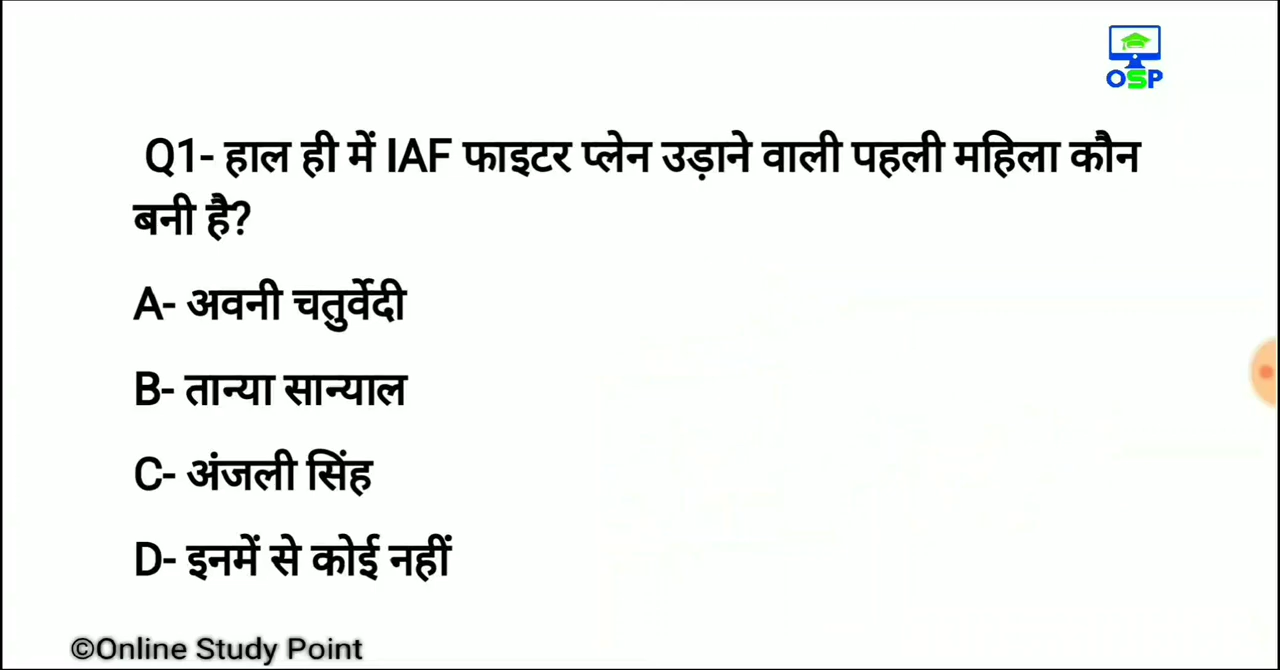 OSP
Q1- हाल ही में IAF फाइटर प्लेन उड़ाने वाली पहली महिला कौन
बनी है?
A- अवनी चतुर्वेदी
B- तान्या सान्याल
C- अंजली सिंह
D- इनमें से कोई नहीं
©Online Study Point